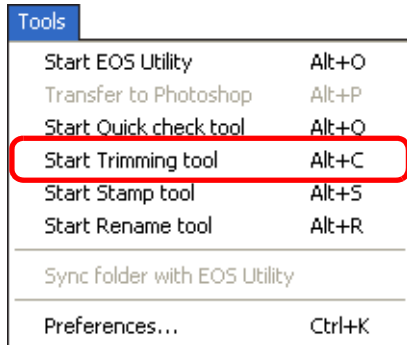 Tools
Start EOS Utility Alt+O
Transfer to Photoshop Alt+P
Start Quick check tool Alt+Q
Start Trimming tool Alt+C
Start Stamp tool Alt+S
Start Rename tool Alt+R
Sync folder with EOS Utility
Preferences... Ctrl+K